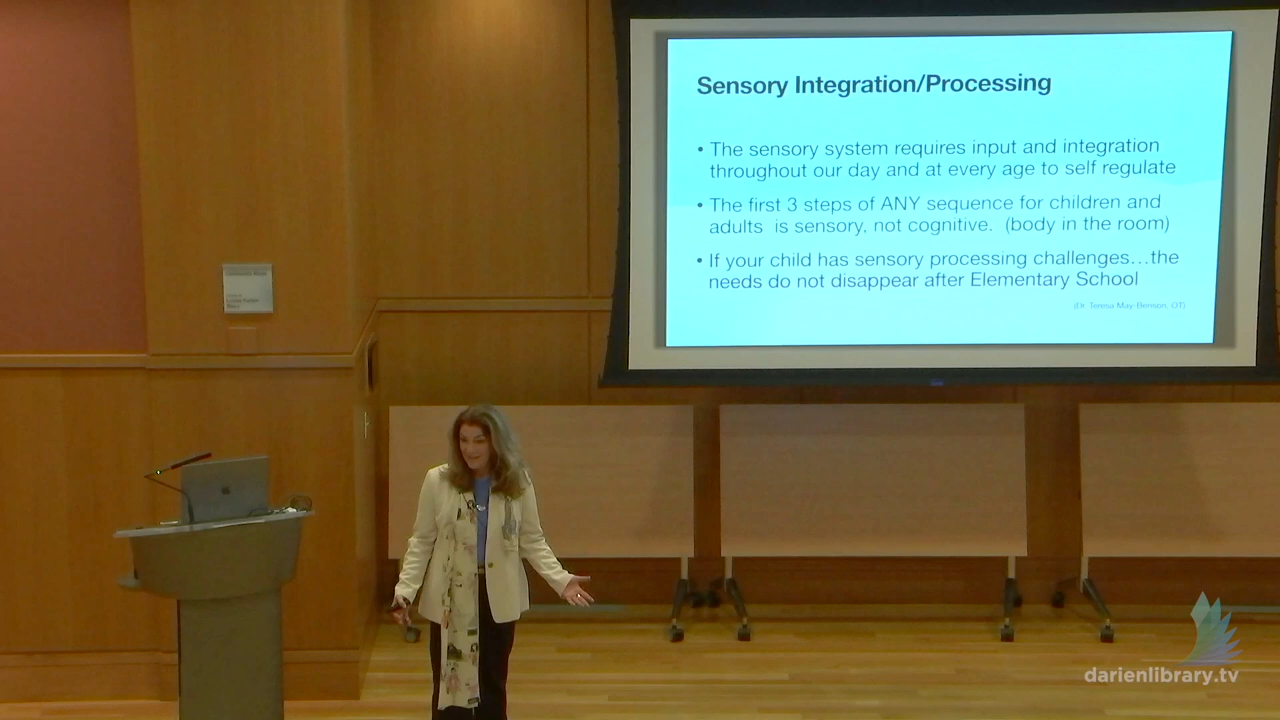 Sensory Integration/Processing
• The sensory system requires input and integration
throughout our day and at every age to self regulate
• The first 3 steps of ANY sequence for children and
adults is sensory, not cognitive. (body in the room)
• If your child has sensory processing challenges...the
needs do not disappear after Elementary School
(Dr. Teresa May-Benson, OT)
darienlibrary.tv